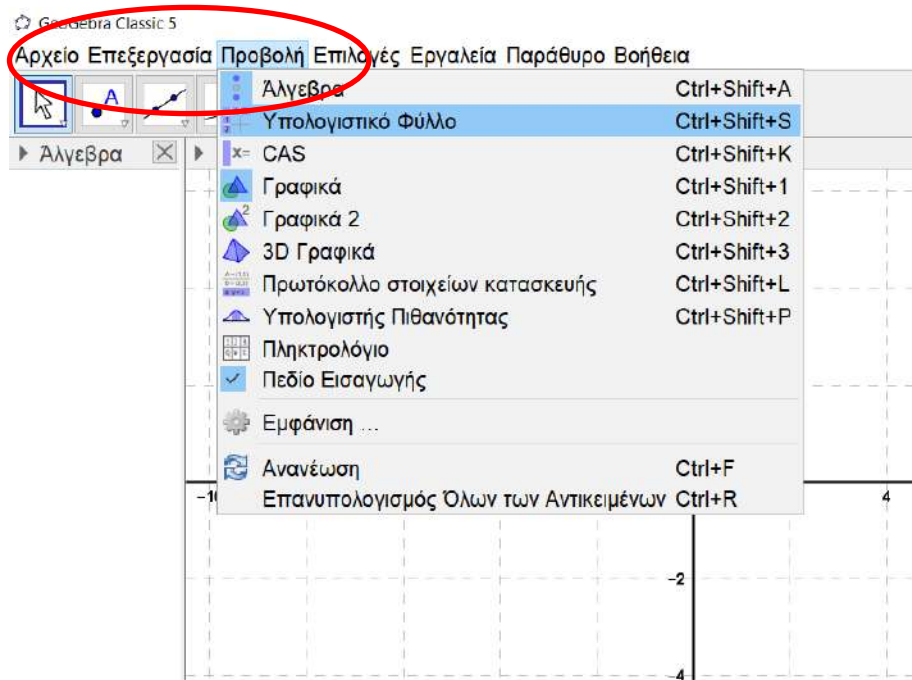 GeoGebra Classic 5
Αρχείο Επεξεργασία Προβολή Επιλογές Εργαλεία Παράθυρο Βοήθεια
A
Άλγεβρα Ctrl+Shift+A
Υπολογιστικό Φύλλο Ctrl+Shift+S
Άλγεβρα
x= CAS Ctrl+Shift+K
Γραφικά Ctrl+Shift+1
2 Γραφικά 2 Ctrl+Shift+2
3D Γραφικά Ctrl+Shift+3
Πρωτόκολλο στοιχείων κατασκευής Ctrl+Shift+L
Υπολογιστής Πιθανότητας Ctrl+Shift+P
Πληκτρολόγιο
Πεδίο Εισαγωγής
Εμφάνιση ...
Ανανέωση Ctrl+F
Επανυπολογισμός Όλων των Αντικειμένων Ctrl+R
4
-2
-4